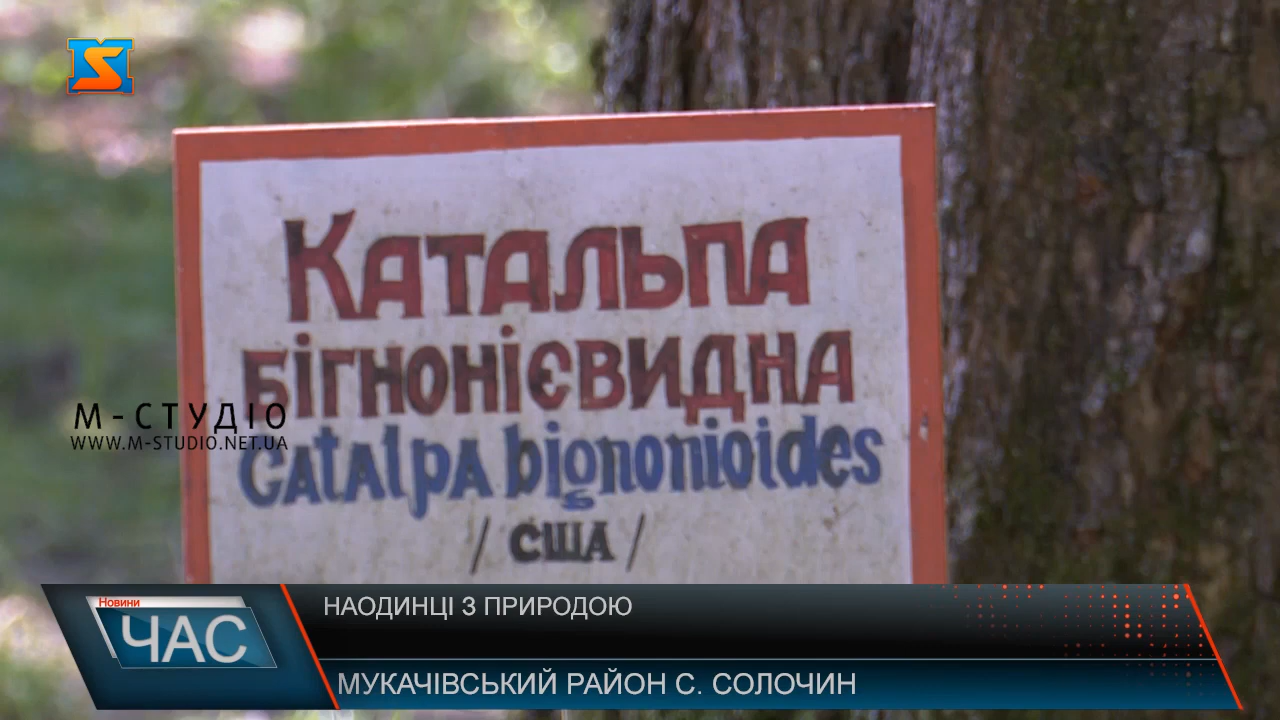 КАТАЛЬПА
БІГНОНІЄВИДНА
Catalpa bignonioides
/ США /
М-СТУДІО
WWW.M-STUDIO.NET.UA
Новини
ЧАС
НАОДИНЦІ З ПРИРОДОЮ
МУКАЧІВСЬКИЙ РАЙОН С. СОЛОЧИН